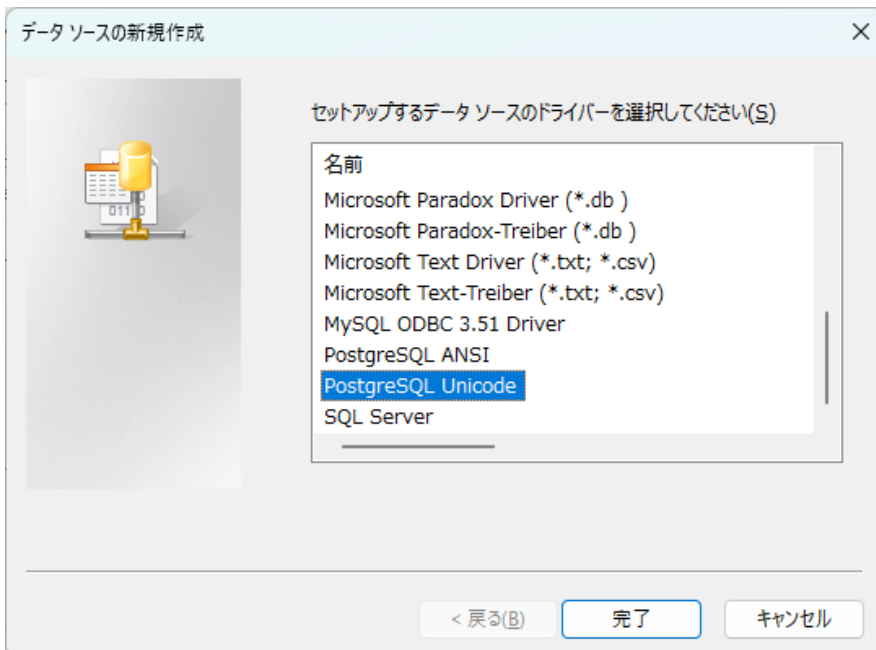 データ ソースの新規作成
セットアップするデータ ソースのドライバーを選択してください(S)
名前
Microsoft Paradox Driver (*.db )
Microsoft Paradox-Treiber (*.db )
Microsoft Text Driver (*.txt; *.csv)
Microsoft Text-Treiber (*.txt; *.csv)
MySQL ODBC 3.51 Driver
PostgreSQL ANSI
PostgreSQL Unicode
SQL Server
< 戻る(B)
完了
キャンセル